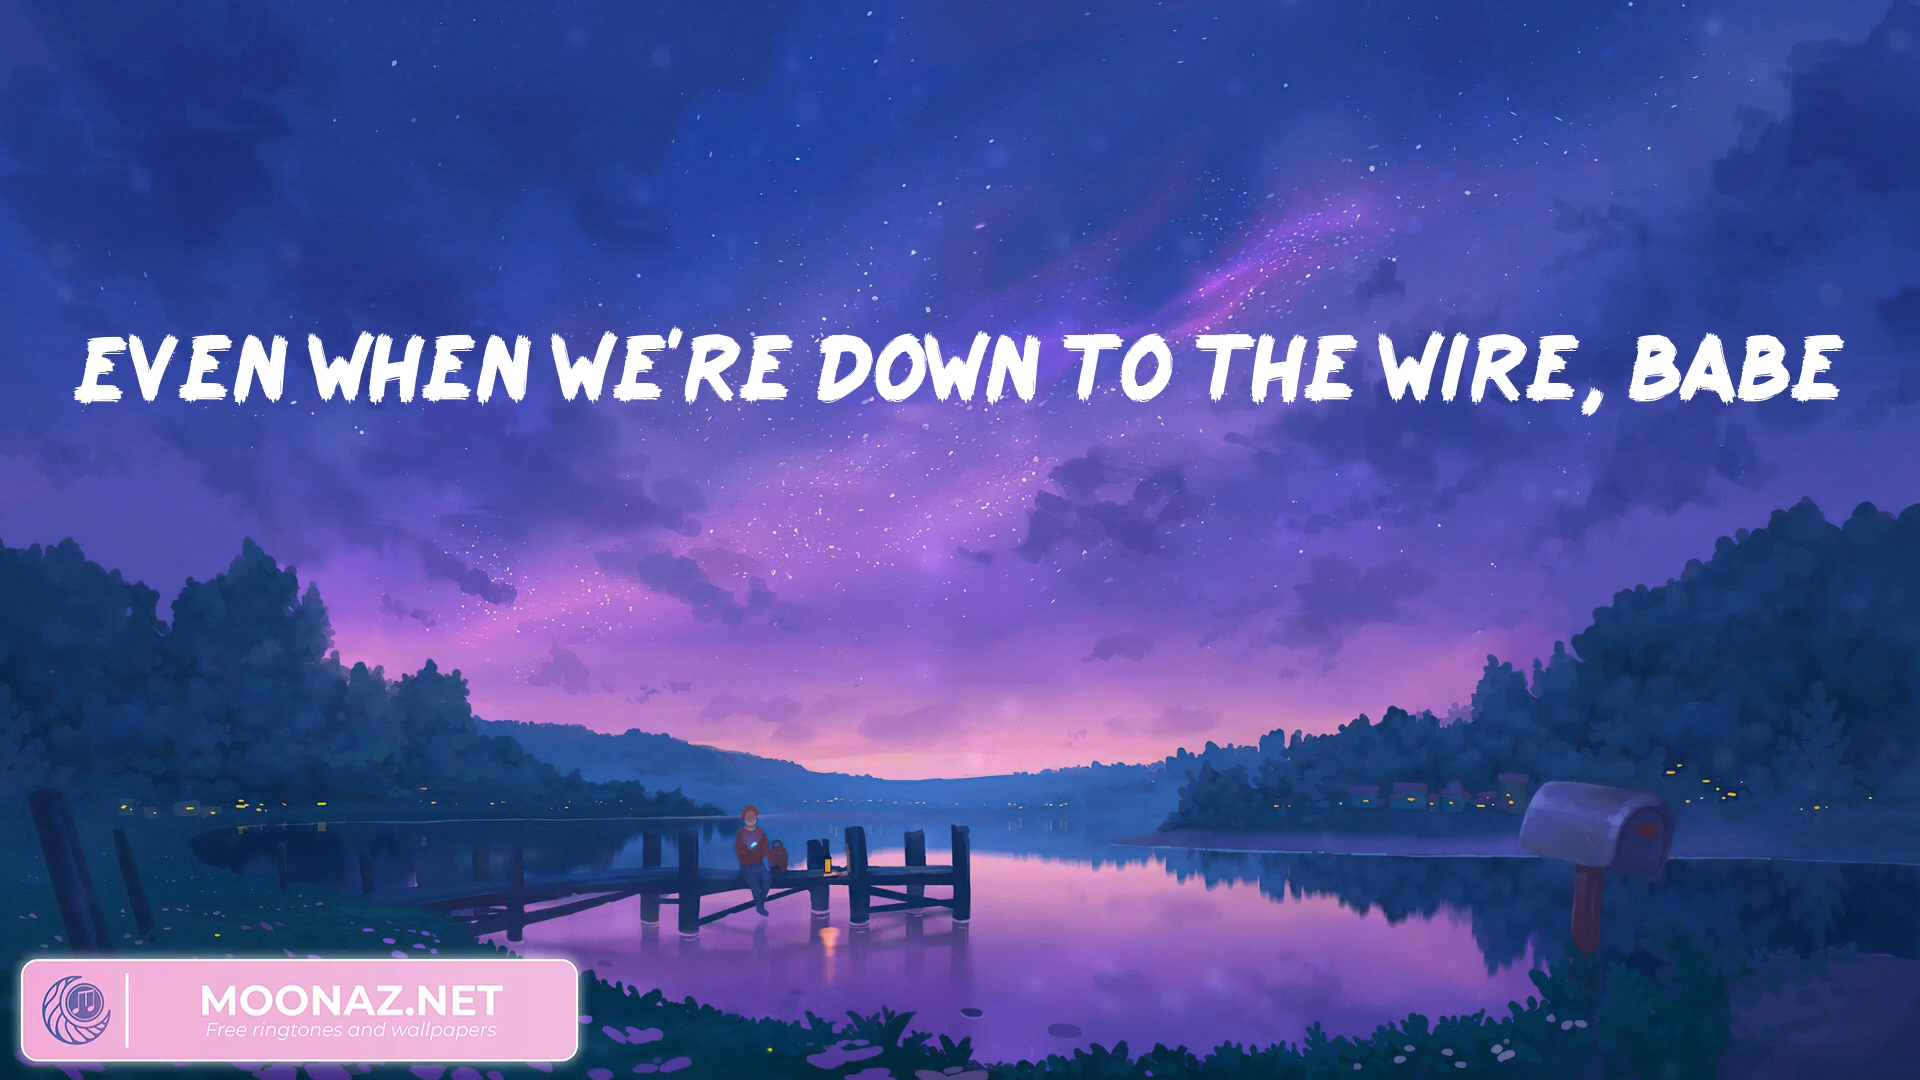 EVEN WHEN WE'RE DOWN TO THE WIRE, BABE
MOONAZ.NET
Free ringtones and wallpapers